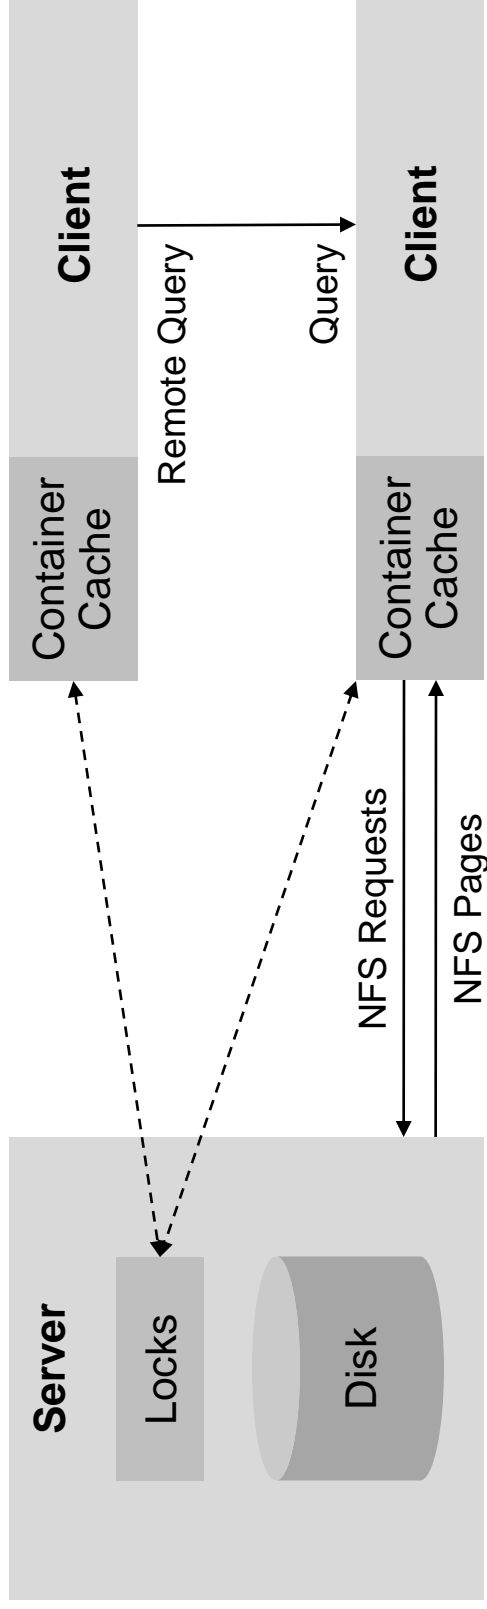 Server
Locks
Disk
NFS Requests
NFS Pages
Container
Cache
Client
Remote Query
Query
Container
Cache
Client